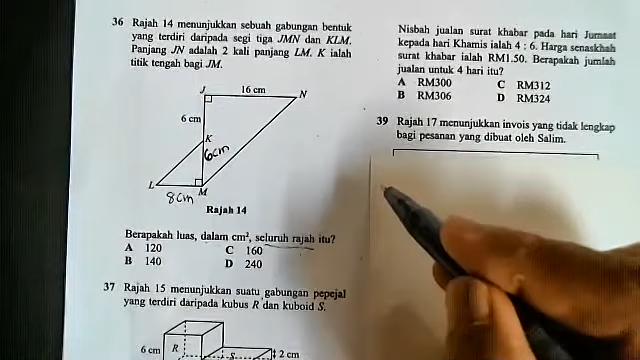 36 Rajah 14 menunjukkan sebuah gabungan bentuk
yang terdiri daripada segi tiga JMN dan KLM.
Panjang JN adalah 2 kali panjang LM. K ialah
titik tengah bagi JM.
J 16 cm N
6 cm
K
6cm
L M
8cm
Rajah 14
Berapakah luas, dalam cm², seluruh rajah itu?
A 120 C 160
B 140 D 240
37 Rajah 15 menunjukkan suatu gabungan pepejal
yang terdiri daripada kubus R dan kuboid S.
6 cm R S 2 cm
Nisbah jualan surat khabar pada hari Jumaat
kepada hari Khamis ialah 4 : 6. Harga senaskhah
surat khabar ialah RM1.50. Berapakah jumlah
jualan untuk 4 hari itu?
A RM300 C RM312
B RM306 D RM324
39 Rajah 17 menunjukkan invois yang tidak lengkap
bagi pesanan yang dibuat oleh Salim.